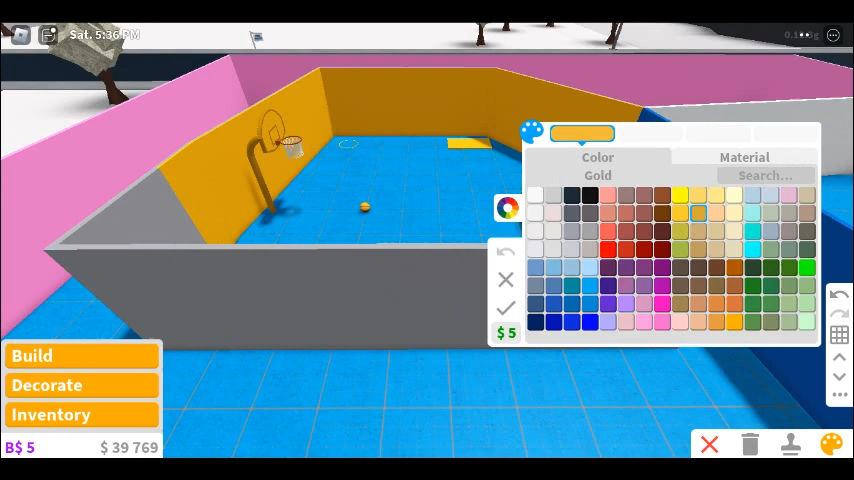 Sat. 5:36 PM
Color
Material
Gold
Search...
$ 5
Build
Decorate
Inventory
B$ 5
$ 39 769